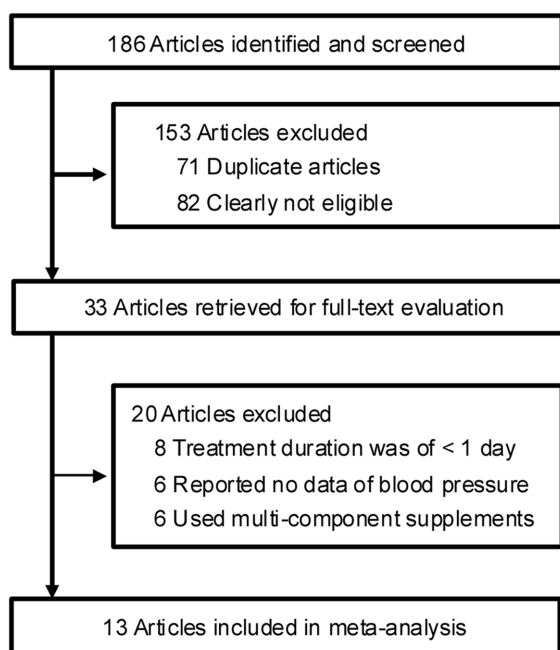 186 Articles identified and screened
153 Articles excluded
71 Duplicate articles
82 Clearly not eligible
33 Articles retrieved for full-text evaluation
20 Articles excluded
8 Treatment duration was of < 1 day
6 Reported no data of blood pressure
6 Used multi-component supplements
13 Articles included in meta-analysis